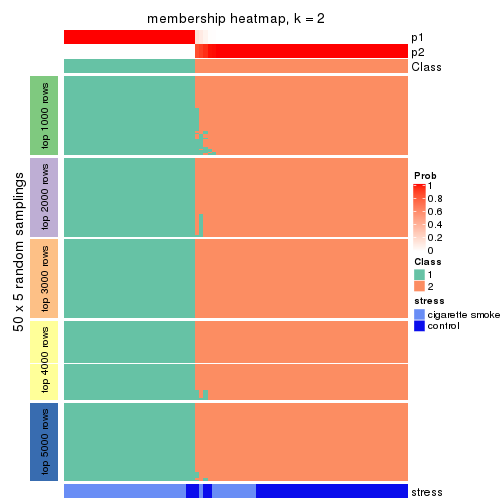 membership heatmap, k = 2
p1
p2
Class
50 x 5 random samplings
top 1000 rows
top 2000 rows
top 3000 rows
top 4000 rows
top 5000 rows
stress
Prob
1
0.8
0.6
0.4
0.2
0
Class
1
2
stress
cigarette smoke
control